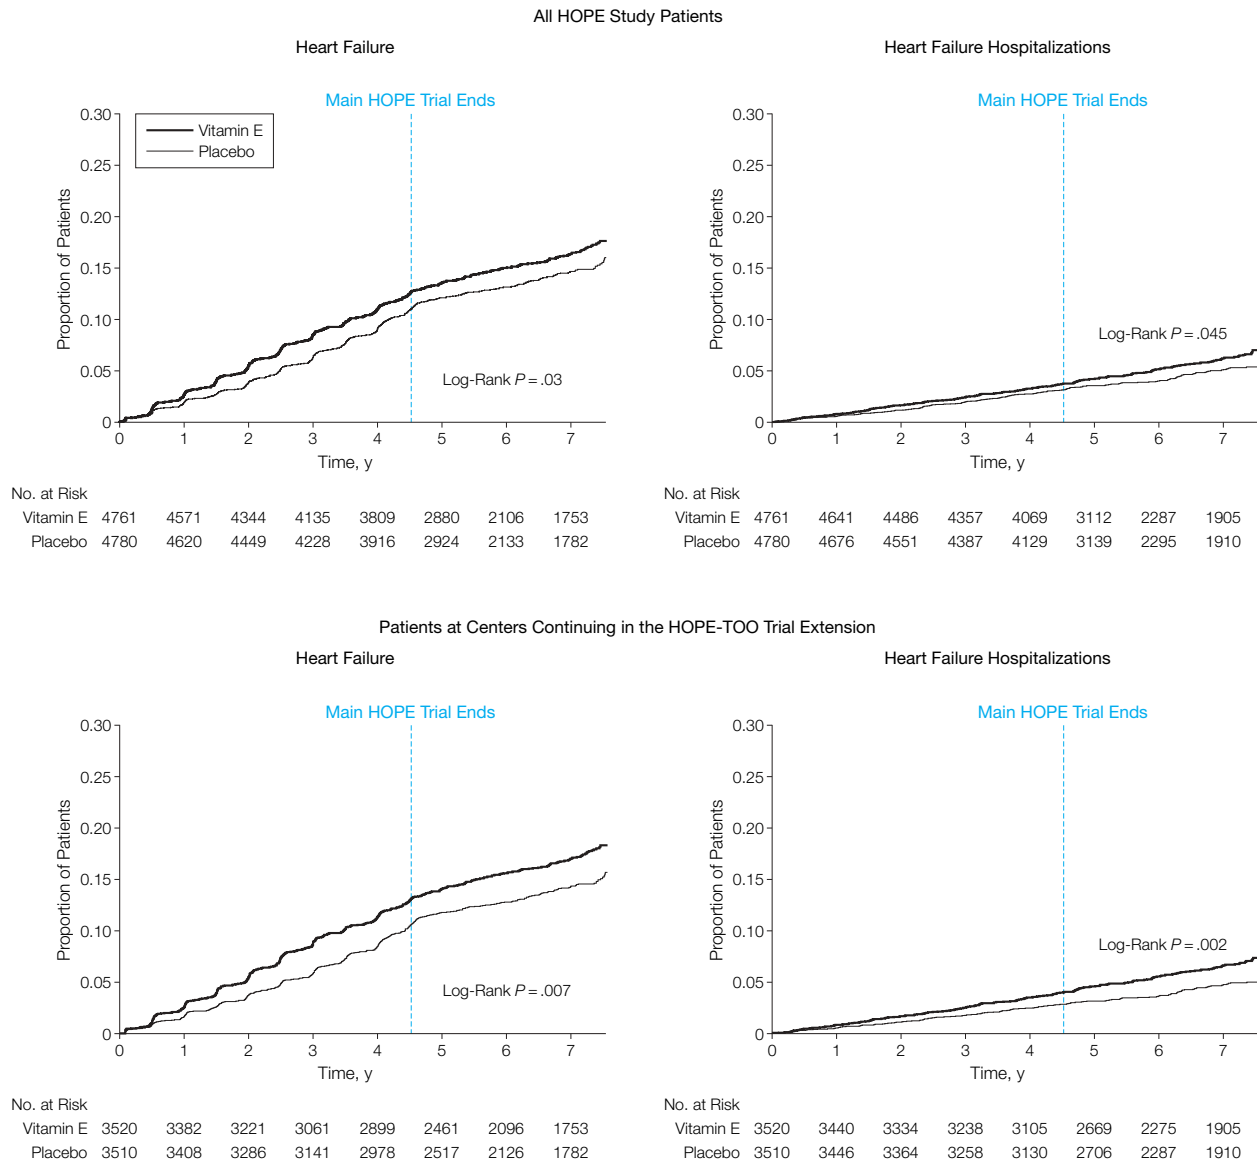 All HOPE Study Patients
Heart Failure
Main HOPE Trial Ends
0.30
0.25
0.20
0.15
0.10
0.05
0
Proportion of Patients
Vitamin E
Placebo
Log-Rank P = .03
0 1 2 3 4 5 6 7
Time, y
No. at Risk
Vitamin E 4761 4571 4344 4135 3809 2880 2106 1753
Placebo 4780 4620 4449 4228 3916 2924 2133 1782
Heart Failure Hospitalizations
Main HOPE Trial Ends
0.30
0.25
0.20
0.15
0.10
0.05
0
Proportion of Patients
Log-Rank P = .045
0 1 2 3 4 5 6 7
Time, y
No. at Risk
Vitamin E 4761 4641 4486 4357 4069 3112 2287 1905
Placebo 4780 4676 4551 4387 4129 3139 2295 1910
Patients at Centers Continuing in the HOPE-TOO Trial Extension
Heart Failure
Main HOPE Trial Ends
0.30
0.25
0.20
0.15
0.10
0.05
0
Proportion of Patients
Log-Rank P = .007
0 1 2 3 4 5 6 7
Time, y
No. at Risk
Vitamin E 3520 3382 3221 3061 2899 2461 2096 1753
Placebo 3510 3408 3286 3141 2978 2517 2126 1782
Heart Failure Hospitalizations
Main HOPE Trial Ends
0.30
0.25
0.20
0.15
0.10
0.05
0
Proportion of Patients
Log-Rank P = .002
0 1 2 3 4 5 6 7
Time, y
No. at Risk
Vitamin E 3520 3440 3334 3238 3105 2669 2275 1905
Placebo 3510 3446 3364 3258 3130 2706 2287 1910